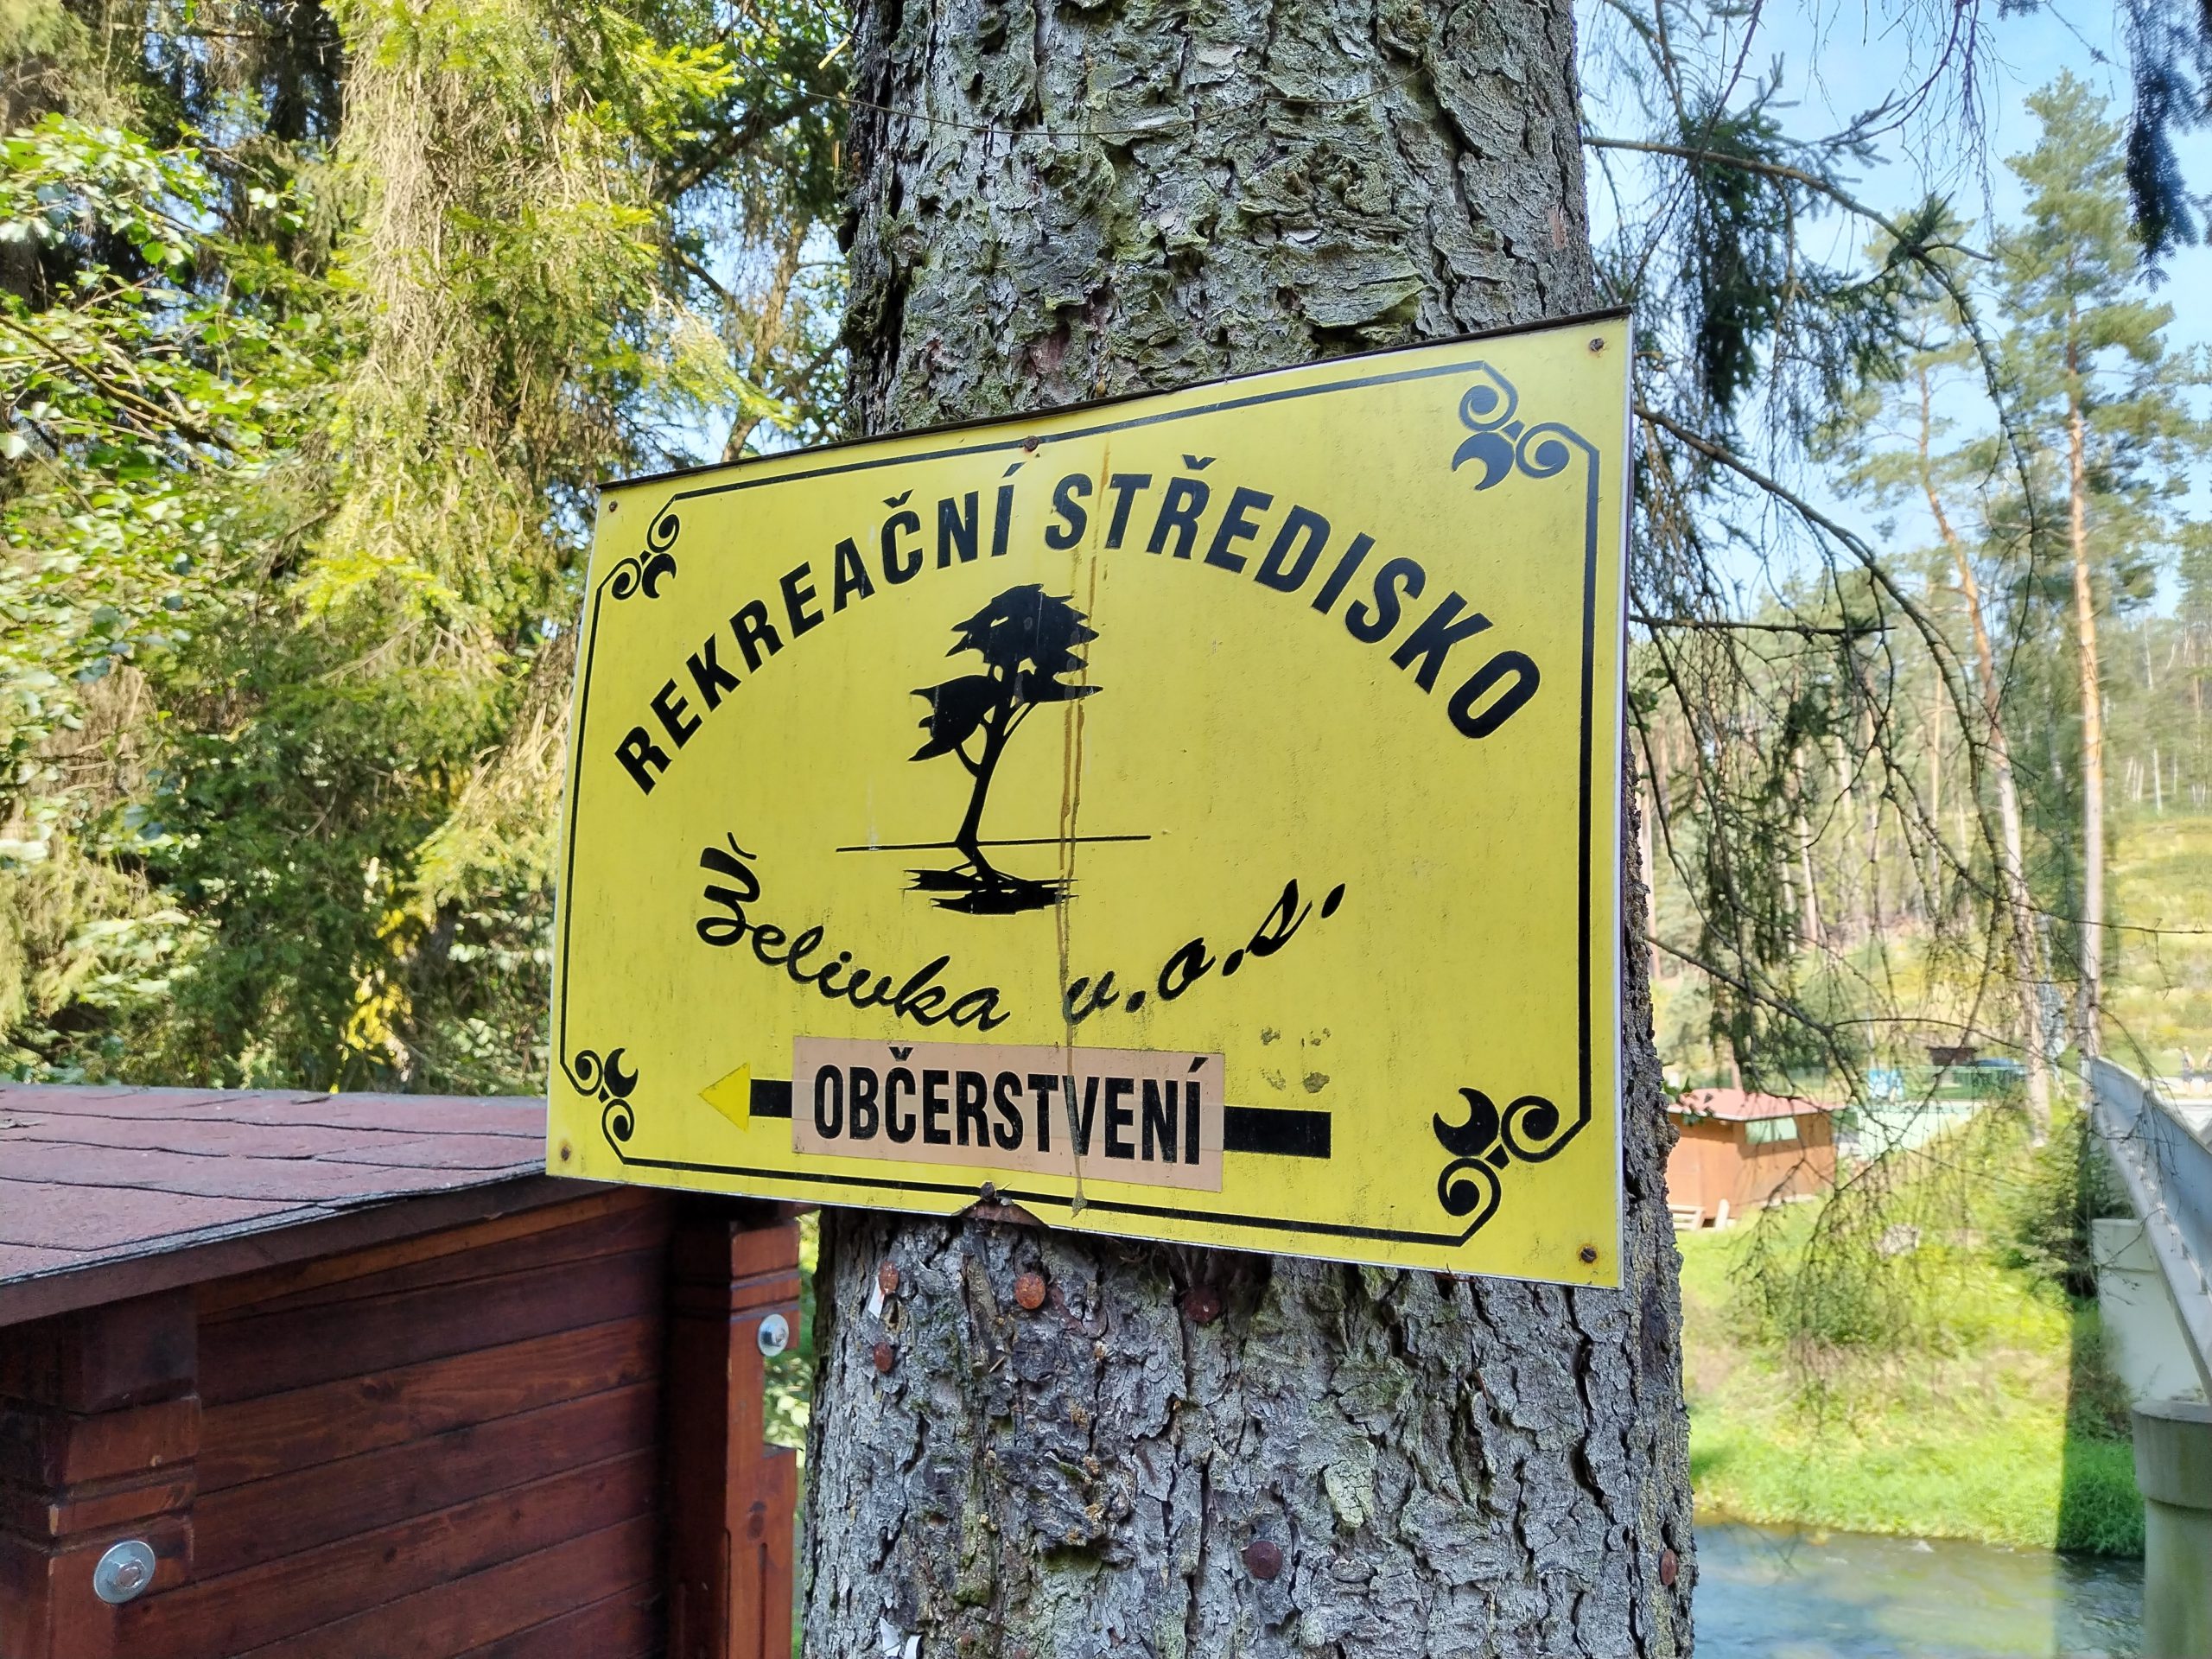 REKREAČNÍ STŘEDISKO
Želivka v.o.s.
OBČERSTVENÍ